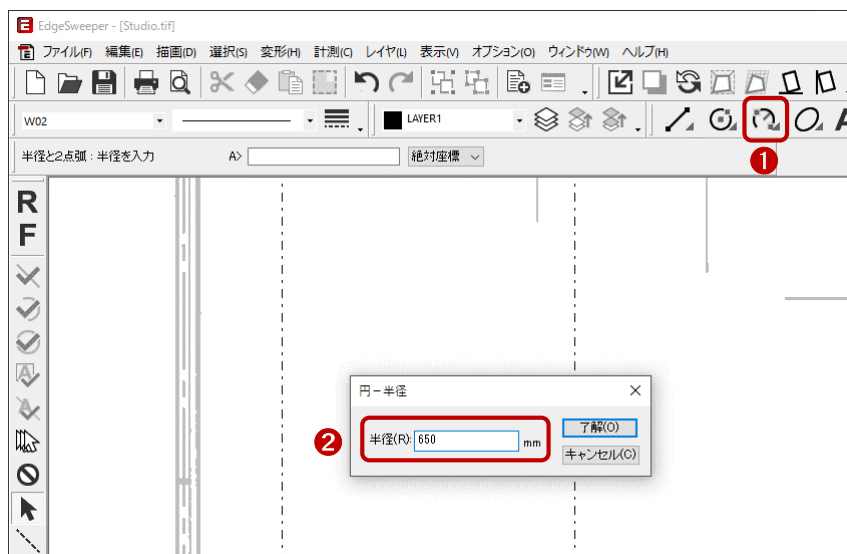 EdgeSweeper - [Studio.tif]
ファイル(F) 編集(E) 描画(D) 選択(S) 変形(H) 計測(C) レイヤ(L) 表示(V) オプション(O) ウィンドウ(W) ヘルプ(H)
W02 LAYER1 A
1
半径と2点弧 : 半径を入力 A> 絶対座標
R
F
円－半径
2 半径(R): 650 mm 了解(O)
キャンセル(C)